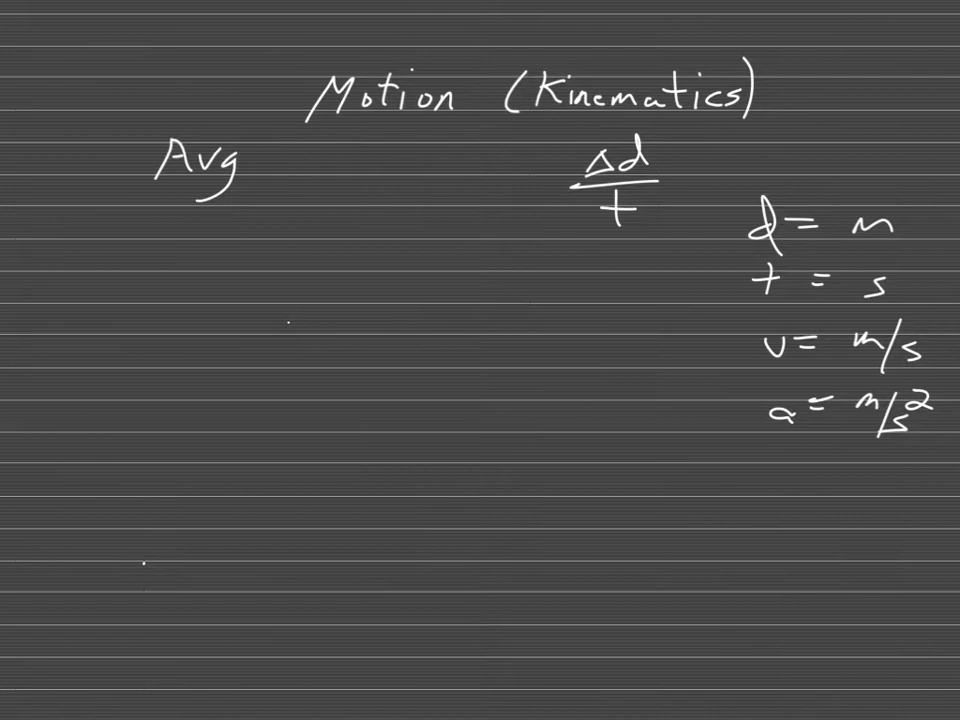 Motion (Kinematics)
Avg
Δd
t
d = m
t = s
v = m/s
a = m/s²